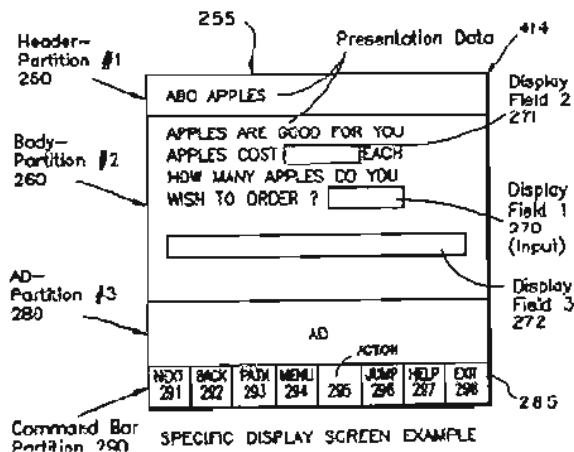 255
Presentation Data
414
Header-
Partition #1
250
ABC APPLES
Display
Field 2
271
APPLES ARE GOOD FOR YOU
APPLES COST EACH
HOW MANY APPLES DO YOU
WISH TO ORDER ?
Body-
Partition #2
260
Display
Field 1
270
(Input)
Display
Field 3
272
AD-
Partition #3
280
AD
ACTION
NEXT BACK PATH MENU JUMP HELP EXIT
291 292 293 294 295 296 297 298
285
Command Bar
Partition 290
SPECIFIC DISPLAY SCREEN EXAMPLE